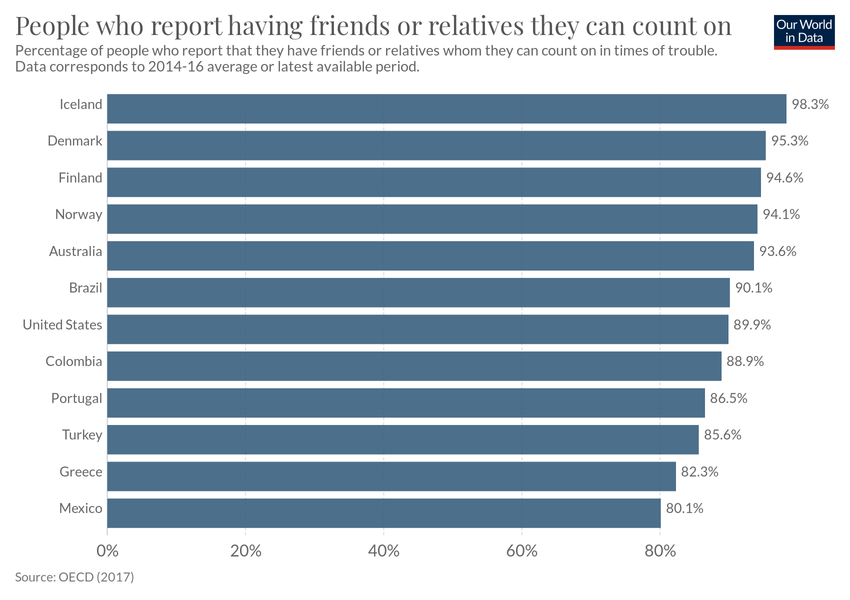 People who report having friends or relatives they can count on
Our World
in Data
Percentage of people who report that they have friends or relatives whom they can count on in times of trouble.
Data corresponds to 2014-16 average or latest available period.
Iceland 98.3%
Denmark 95.3%
Finland 94.6%
Norway 94.1%
Australia 93.6%
Brazil 90.1%
United States 89.9%
Colombia 88.9%
Portugal 86.5%
Turkey 85.6%
Greece 82.3%
Mexico 80.1%
0% 20% 40% 60% 80%
Source: OECD (2017)